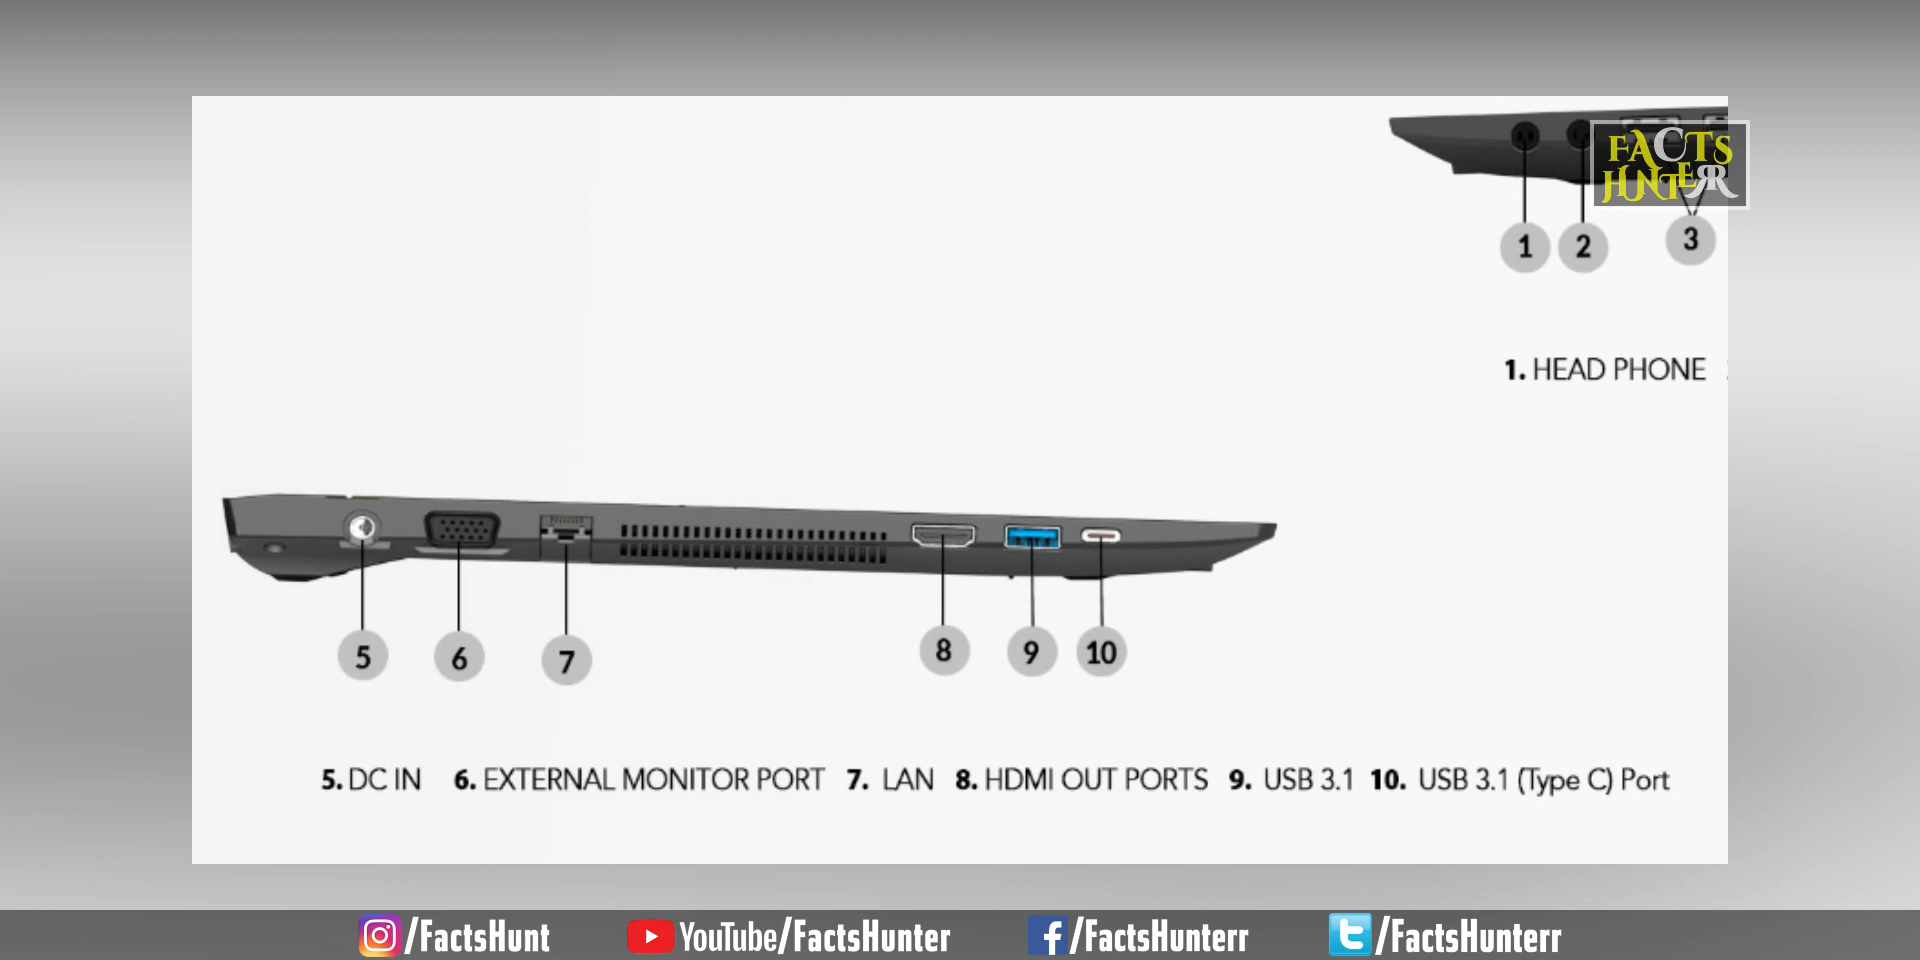 FACTS
HUNTER
1 2 3
1. HEAD PHONE
5 6 7 8 9 10
5. DC IN 6. EXTERNAL MONITOR PORT 7. LAN 8. HDMI OUT PORTS 9. USB 3.1 10. USB 3.1 (Type C) Port
/FactsHunt YouTube/FactsHunter /FactsHunterr /FactsHunterr